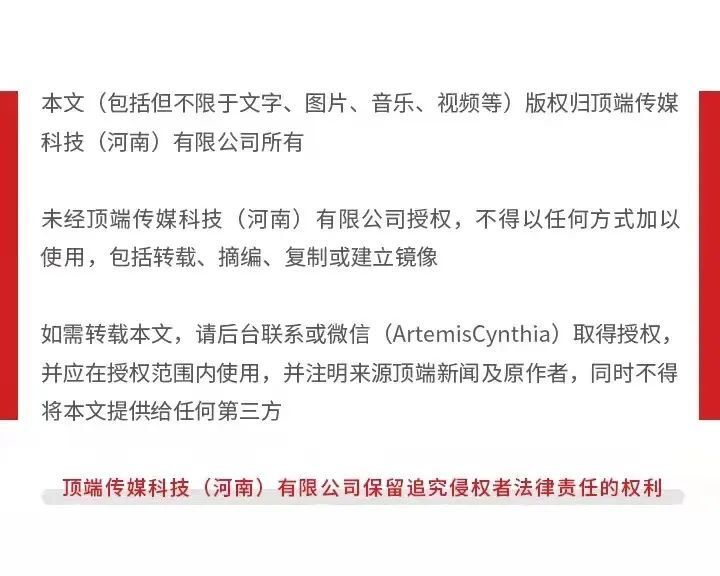 本文（包括但不限于文字、图片、音乐、视频等）版权归顶端传媒
科技（河南）有限公司所有
未经顶端传媒科技（河南）有限公司授权，不得以任何方式加以
使用，包括转载、摘编、复制或建立镜像
如需转载本文，请后台联系或微信（ArtemisCynthia）取得授权，
并应在授权范围内使用，并注明来源顶端新闻及原作者，同时不得
将本文提供给任何第三方
顶端传媒科技（河南）有限公司保留追究侵权者法律责任的权利